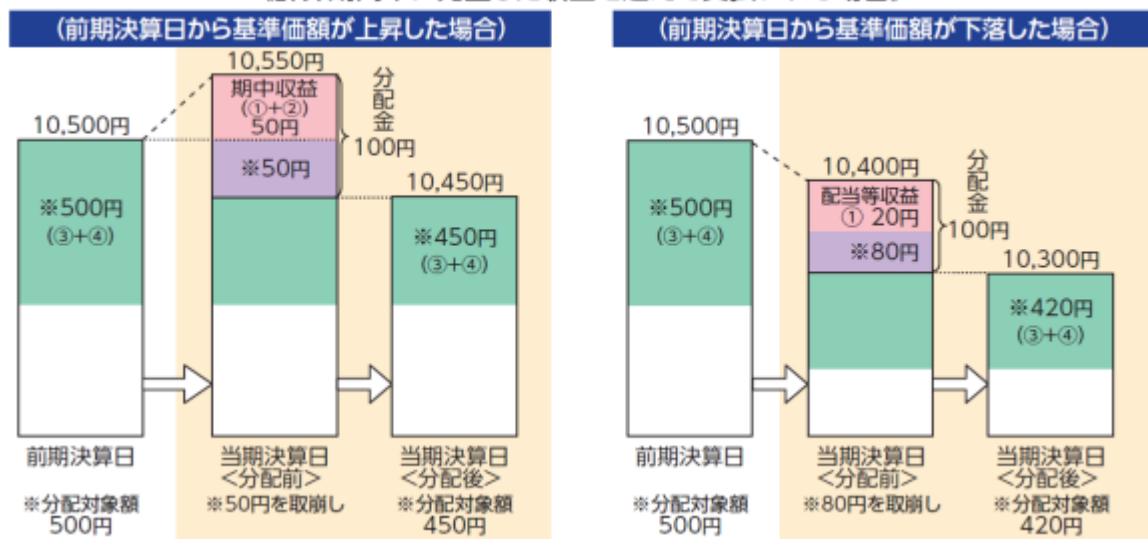 (前期決算日から基準価額が上昇した場合)
10,550円
期中収益
(①+②)
50円
※50円
分配金
100円
10,500円
※500円
(③+④)
10,450円
※450円
(③+④)
前期決算日
※分配対象額
500円
当期決算日
<分配前>
※50円を取崩し
当期決算日
<分配後>
※分配対象額
450円
(前期決算日から基準価額が下落した場合)
10,500円
※500円
(③+④)
10,400円
配当等収益
① 20円
※80円
分配金
100円
10,300円
※420円
(③+④)
前期決算日
※分配対象額
500円
当期決算日
<分配前>
※80円を取崩し
当期決算日
<分配後>
※分配対象額
420円